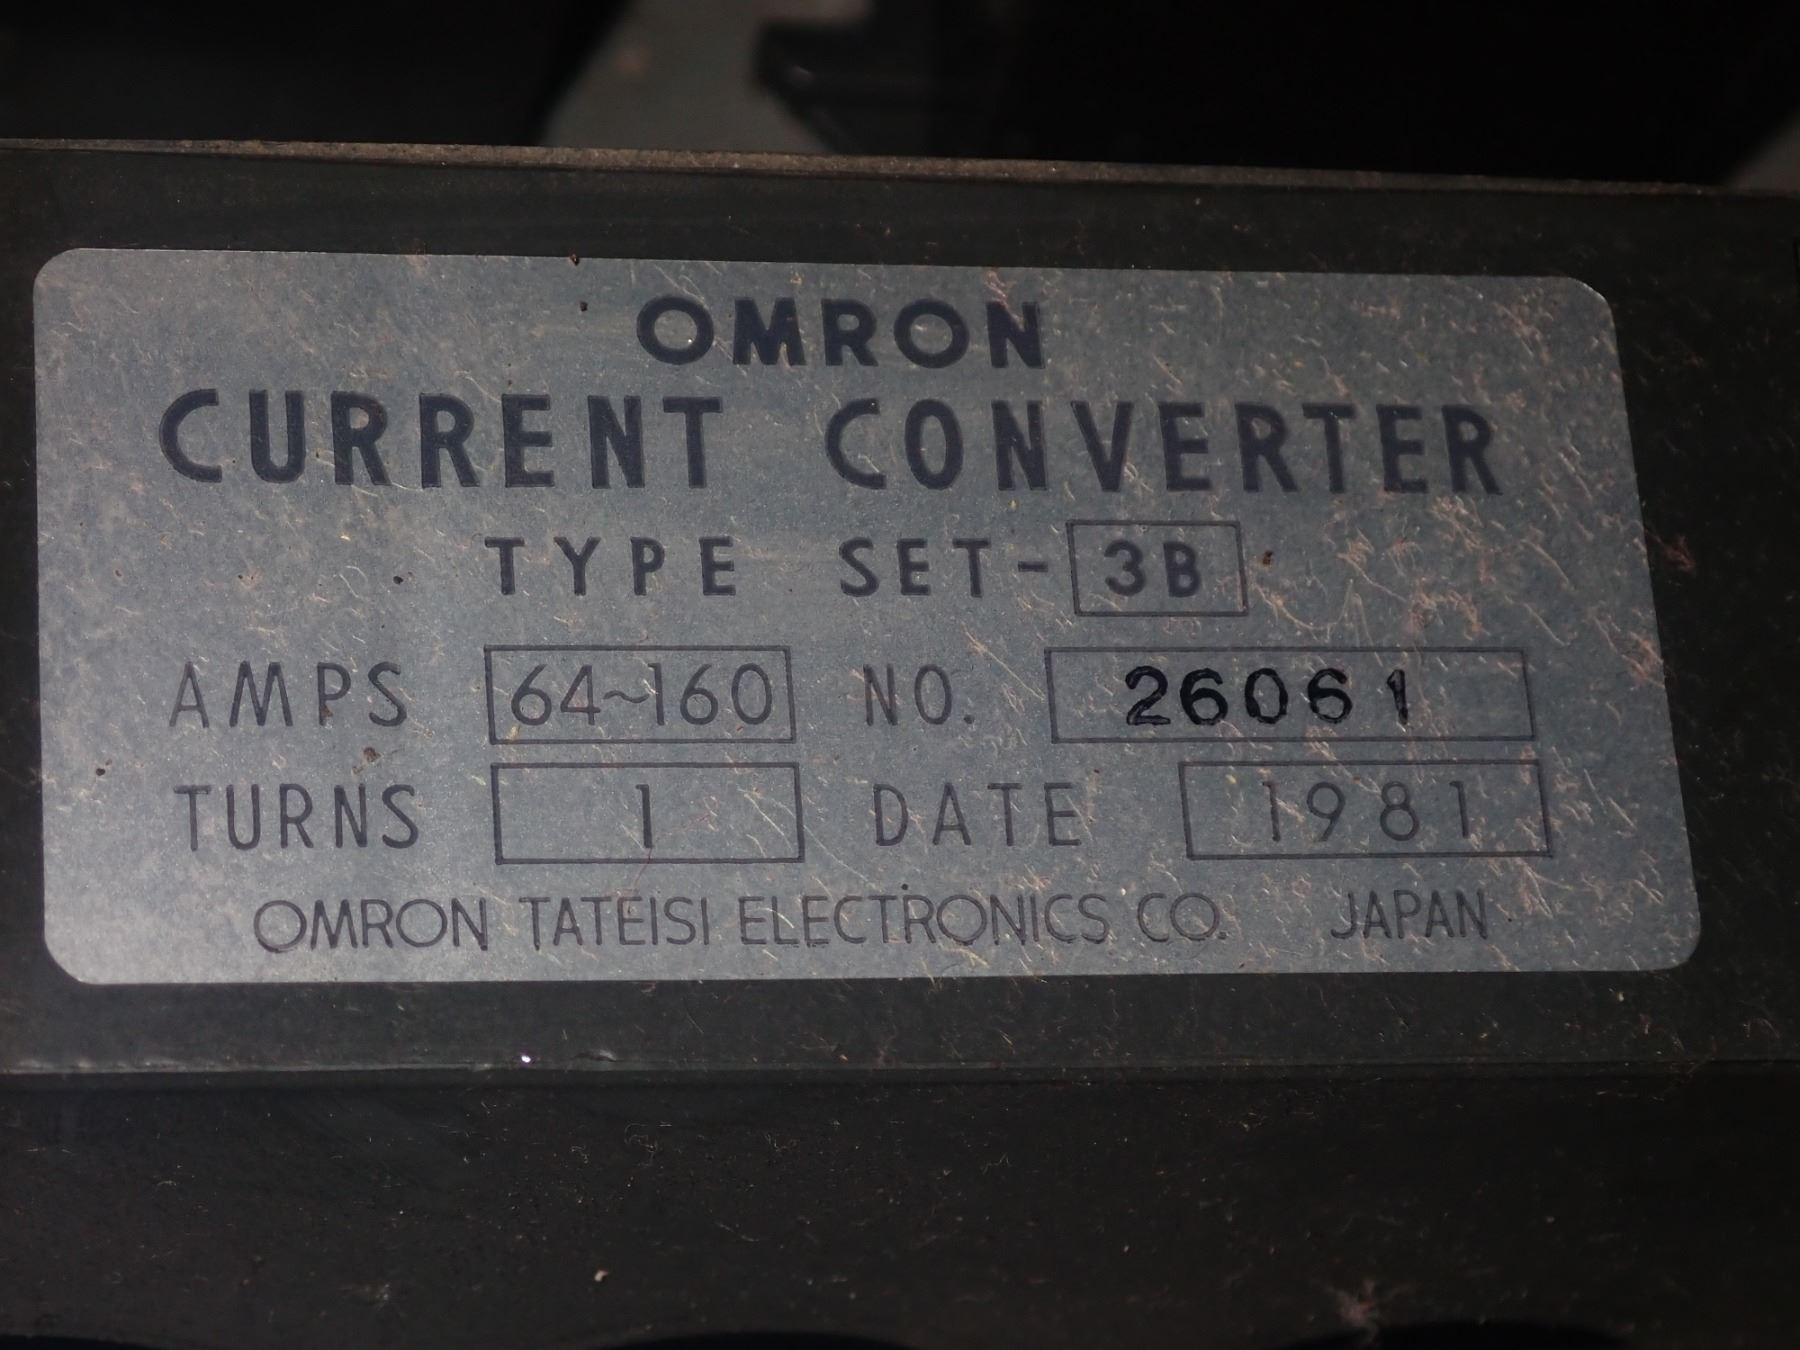 OMRON
CURRENT CONVERTER
TYPE SET-3B
AMPS 64~160 NO. 26061
TURNS 1 DATE 1981
OMRON TATEISI ELECTRONICS CO. JAPAN